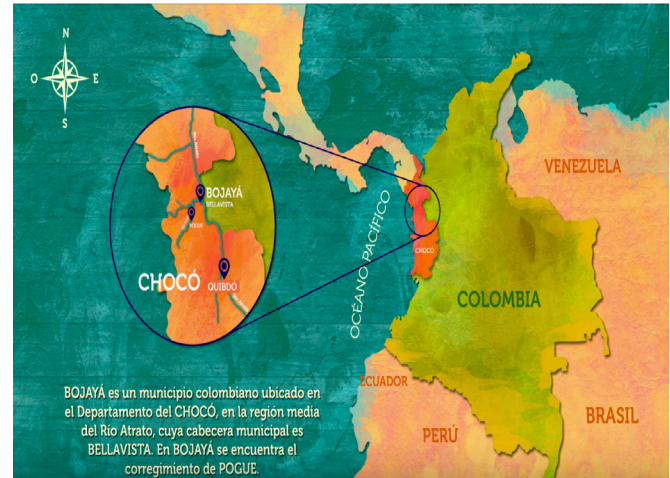 N
O
E
S
BOJAYÁ
BELLAVISTA
POGUE
CHOCÓ
QUIBDÓ
OCÉANO PACÍFICO
CHOCÓ
VENEZUELA
COLOMBIA
ECUADOR
PERÚ
BRASIL
BOJAYÁ es un municipio colombiano ubicado en
el Departamento del CHOCÓ, en la región media
del Río Atrato, cuya cabecera municipal es
BELLAVISTA. En BOJAYÁ se encuentra el
corregimiento de POGUE.